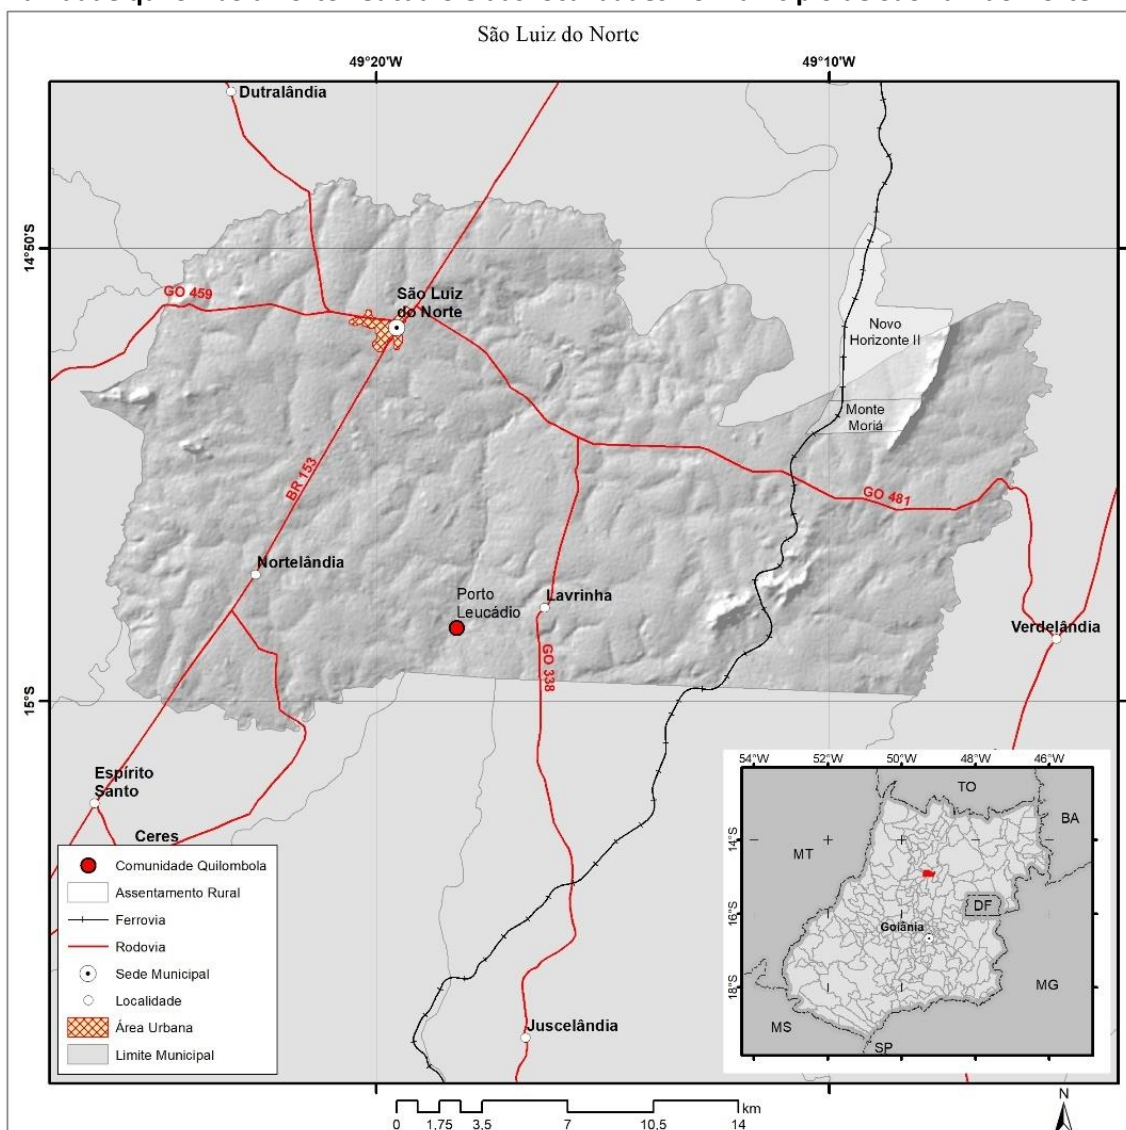 São Luiz do Norte
49°20'W
49°10'W
Dutralândia
14°50'S
GO 459
São Luiz
do Norte
Novo
Horizonte II
Monte
Moriá
BR 153
GO 481
Nortelândia
Porto
Leucádio
Lavrinha
Verdelândia
GO 338
15°S
Espírito
Santo
Ceres
Comunidade Quilombola
Assentamento Rural
Ferrovia
Rodovia
Sede Municipal
Localidade
Área Urbana
Limite Municipal
Juscelândia
54°W
52°W
50°W
48°W
46°W
TO
BA
MT
14°S
DF
16°S
Goiânia
18°S
MG
MS
SP
N
km
0
1,75
3,5
7
10,5
14